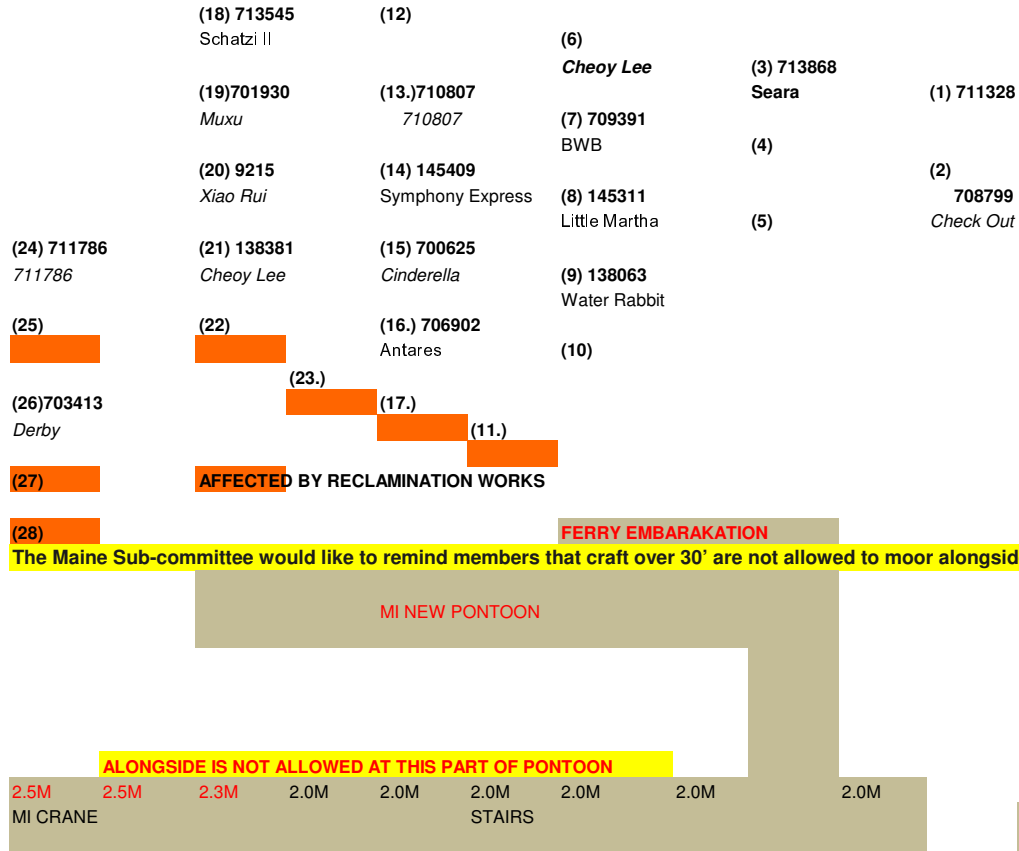 (18) 713545 (12)
Schatzi II (6)
Cheoy Lee (3) 713868
(19)701930 (13.)710807 Seara (1) 711328
Muxu 710807 (7) 709391
BWB (4)
(20) 9215 (14) 145409 (2)
Xiao Rui Symphony Express (8) 145311 708799
Little Martha (5) Check Out
(24) 711786 (21) 138381 (15) 700625
711786 Cheoy Lee Cinderella (9) 138063
Water Rabbit
(25) (22) (16.) 706902
Antares (10)
(23.)
(26)703413 (17.)
Derby (11.)
(27) AFFECTED BY RECLAMINATION WORKS
(28) FERRY EMBARAKATION
The Maine Sub-committee would like to remind members that craft over 30’ are not allowed to moor alongsid
MI NEW PONTOON
ALONGSIDE IS NOT ALLOWED AT THIS PART OF PONTOON
2.5M 2.5M 2.3M 2.0M 2.0M 2.0M 2.0M 2.0M 2.0M
MI CRANE STAIRS